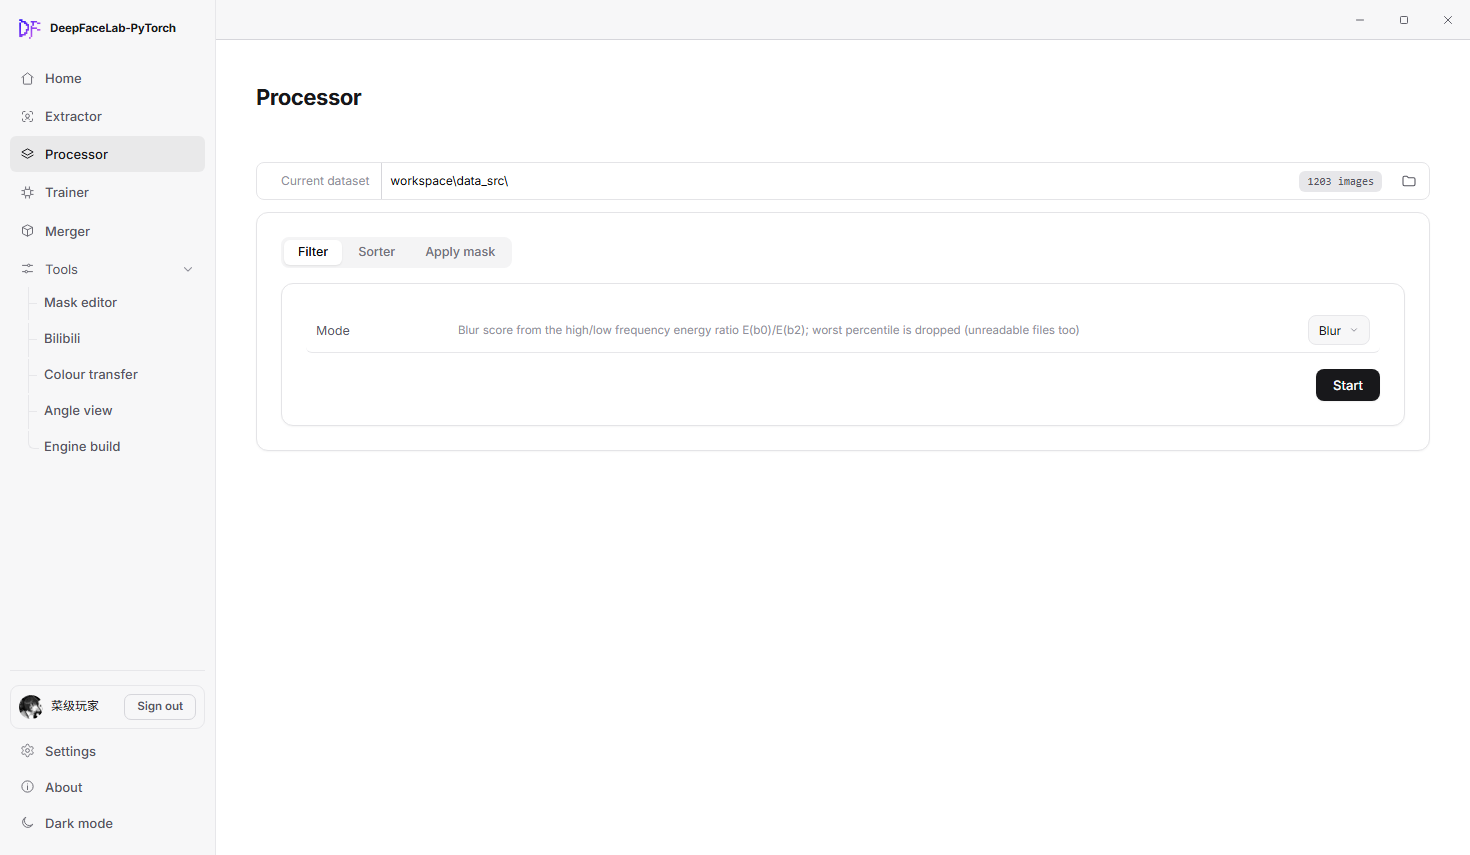 DeepFaceLab-PyTorch
Home
Extractor
Processor
Trainer
Merger
Tools
Mask editor
Bilibili
Colour transfer
Angle view
Engine build
菜级玩家
Sign out
Settings
About
Dark mode
Processor
Current dataset workspace\data_src\ 1203 images
Filter Sorter Apply mask
Mode Blur score from the high/low frequency energy ratio E(b0)/E(b2); worst percentile is dropped (unreadable files too) Blur
Start